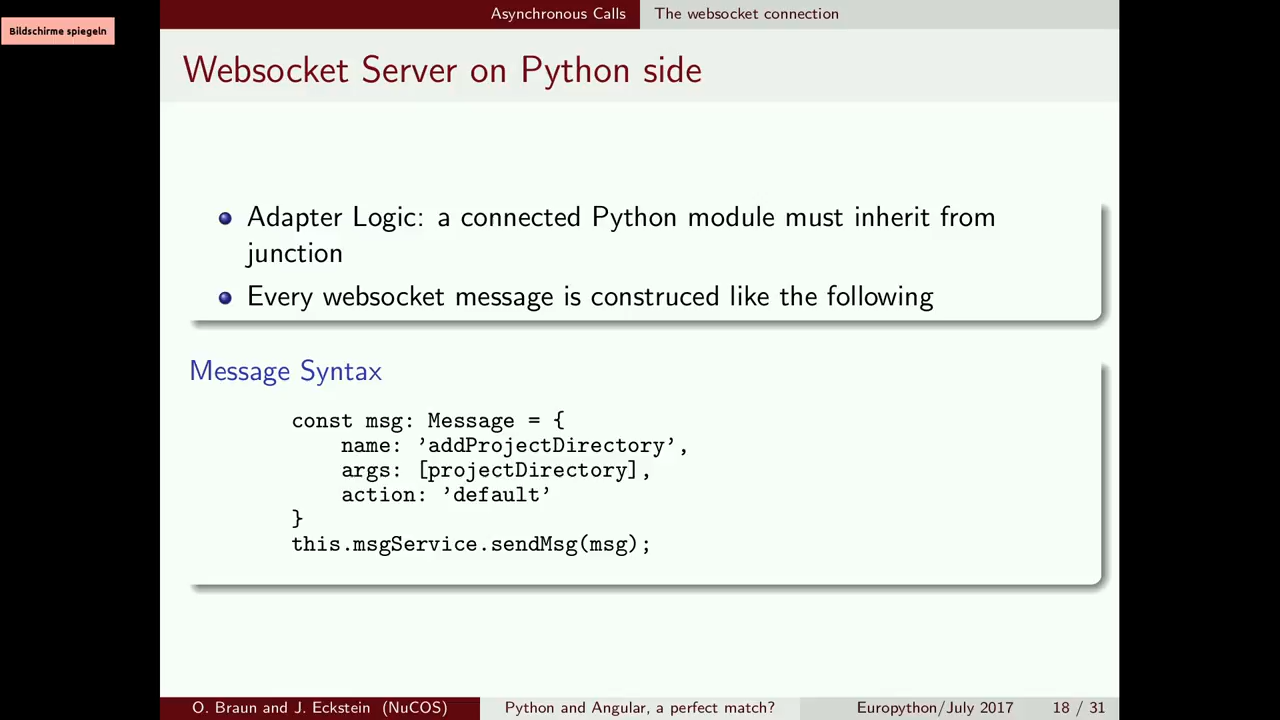 Bildschirme spiegeln
Asynchronous Calls The websocket connection
Websocket Server on Python side
Adapter Logic: a connected Python module must inherit from
junction
Every websocket message is construced like the following
Message Syntax
const msg: Message = {
name: ’addProjectDirectory’,
args: [projectDirectory],
action: ’default’
}
this.msgService.sendMsg(msg);
O. Braun and J. Eckstein (NuCOS) Python and Angular, a perfect match? Europython/July 2017 18 / 31